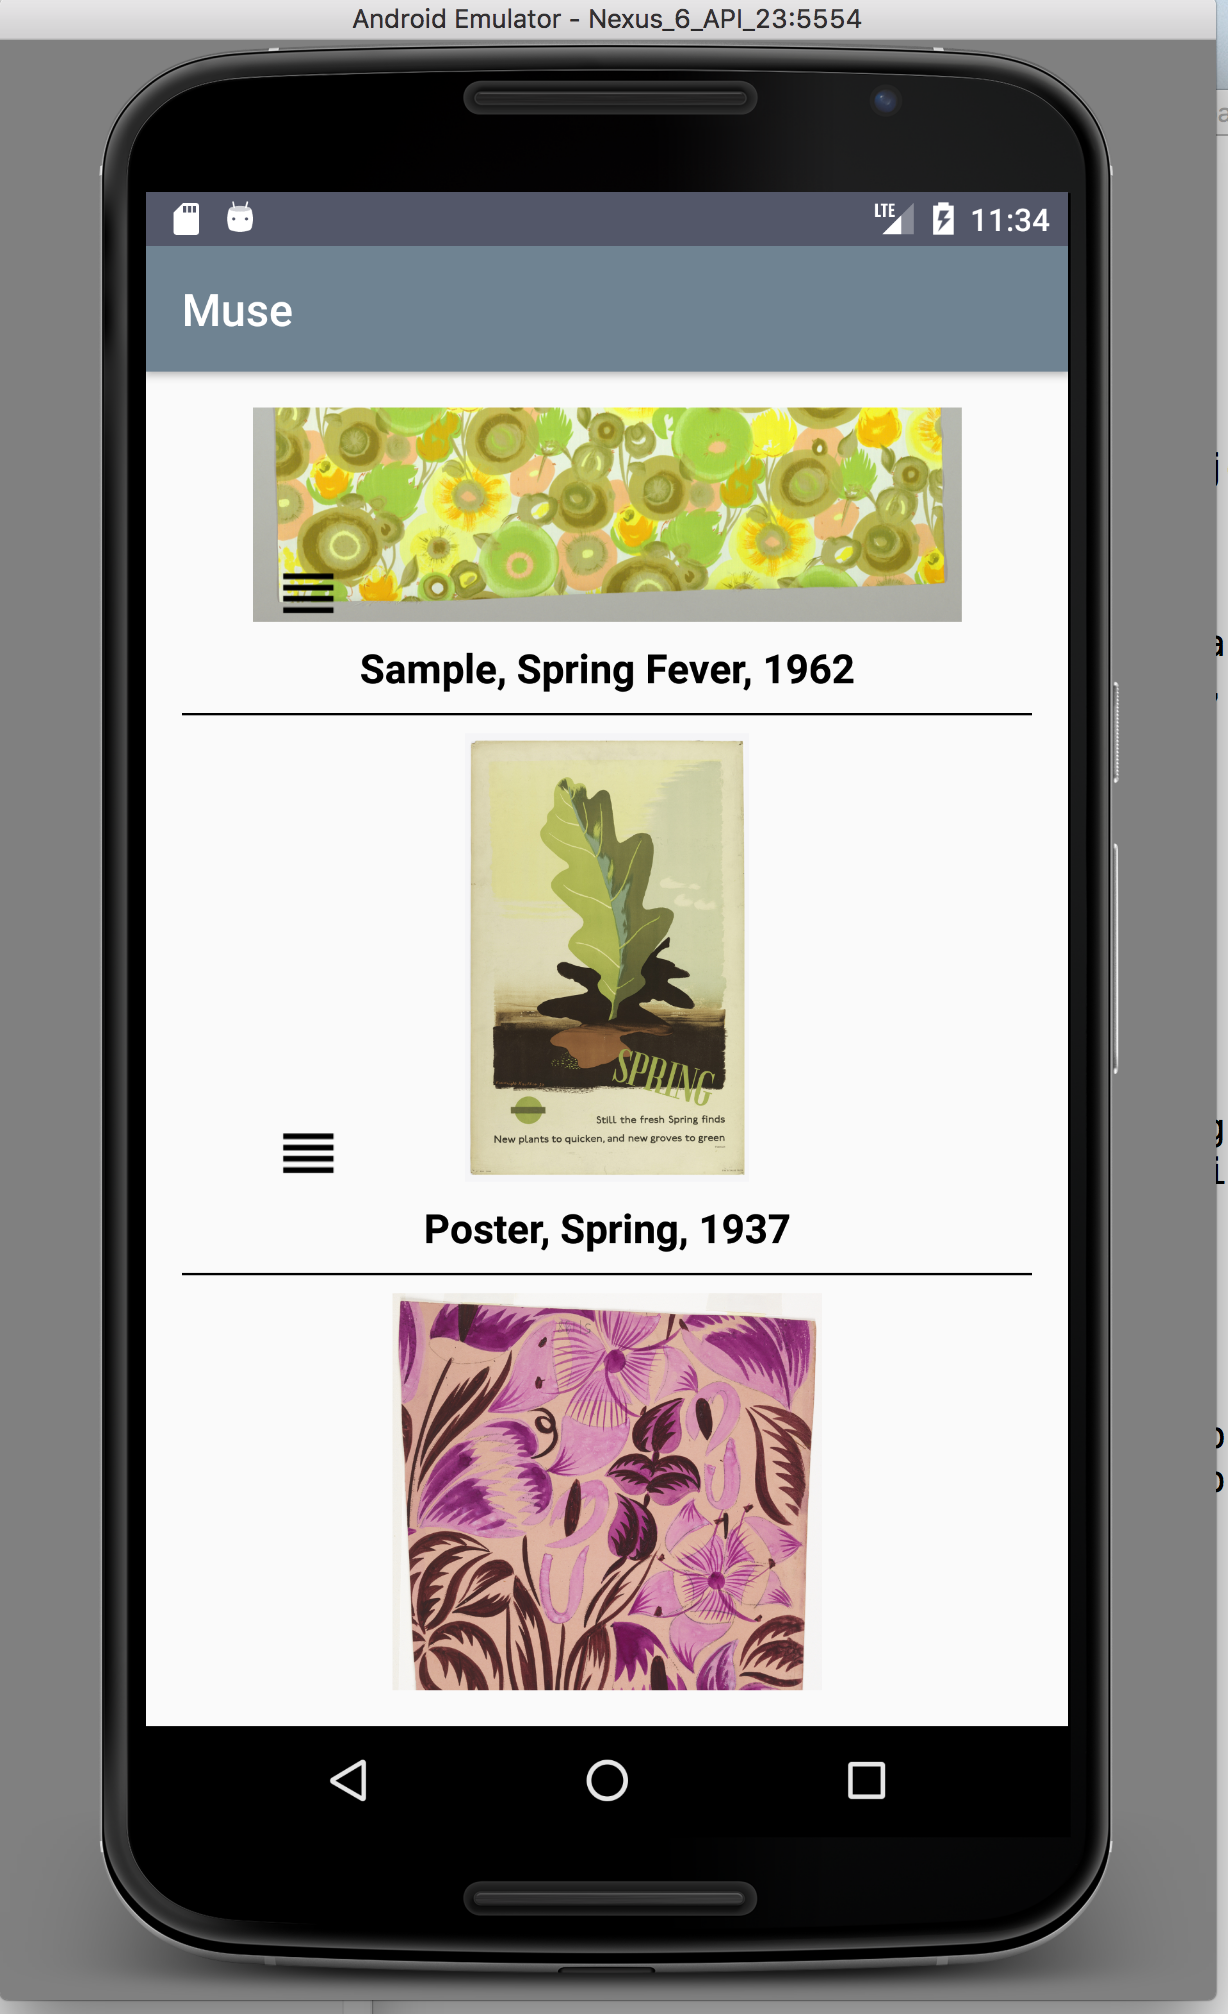 Android Emulator - Nexus_6_API_23:5554
LTE 11:34
Muse
Sample, Spring Fever, 1962
SPRING
Still the fresh Spring finds
New plants to quicken, and new groves to green
Poster, Spring, 1937